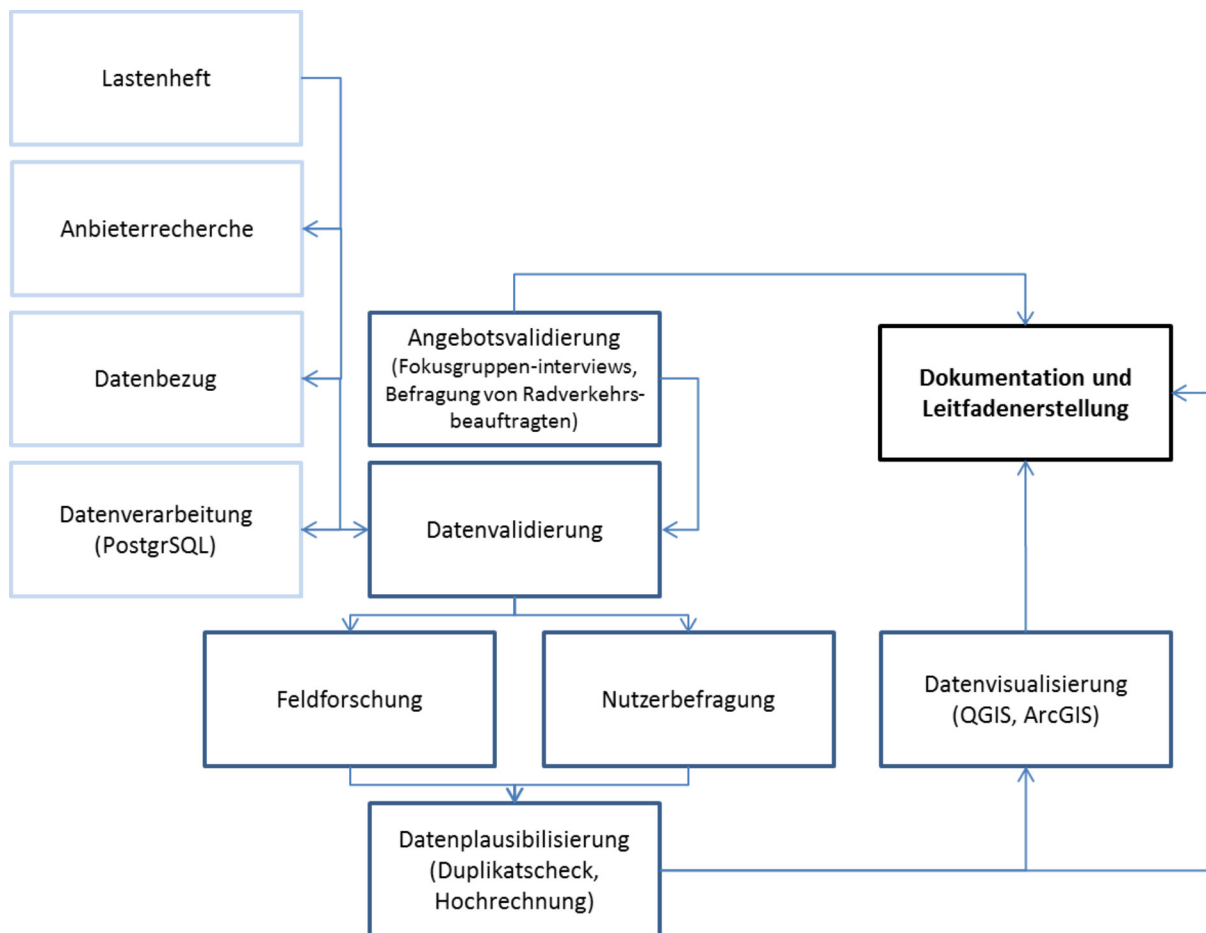 Lastenheft
Anbieterrecherche
Datenbezug
Datenverarbeitung
(PostgrSQL)
Angebotsvalidierung
(Fokusgruppen-interviews,
Befragung von Radverkehrs-
beauftragten)
Datenvalidierung
Dokumentation und
Leitfadenerstellung
Feldforschung
Nutzerbefragung
Datenvisualisierung
(QGIS, ArcGIS)
Datenplausibilisierung
(Duplikatscheck,
Hochrechnung)